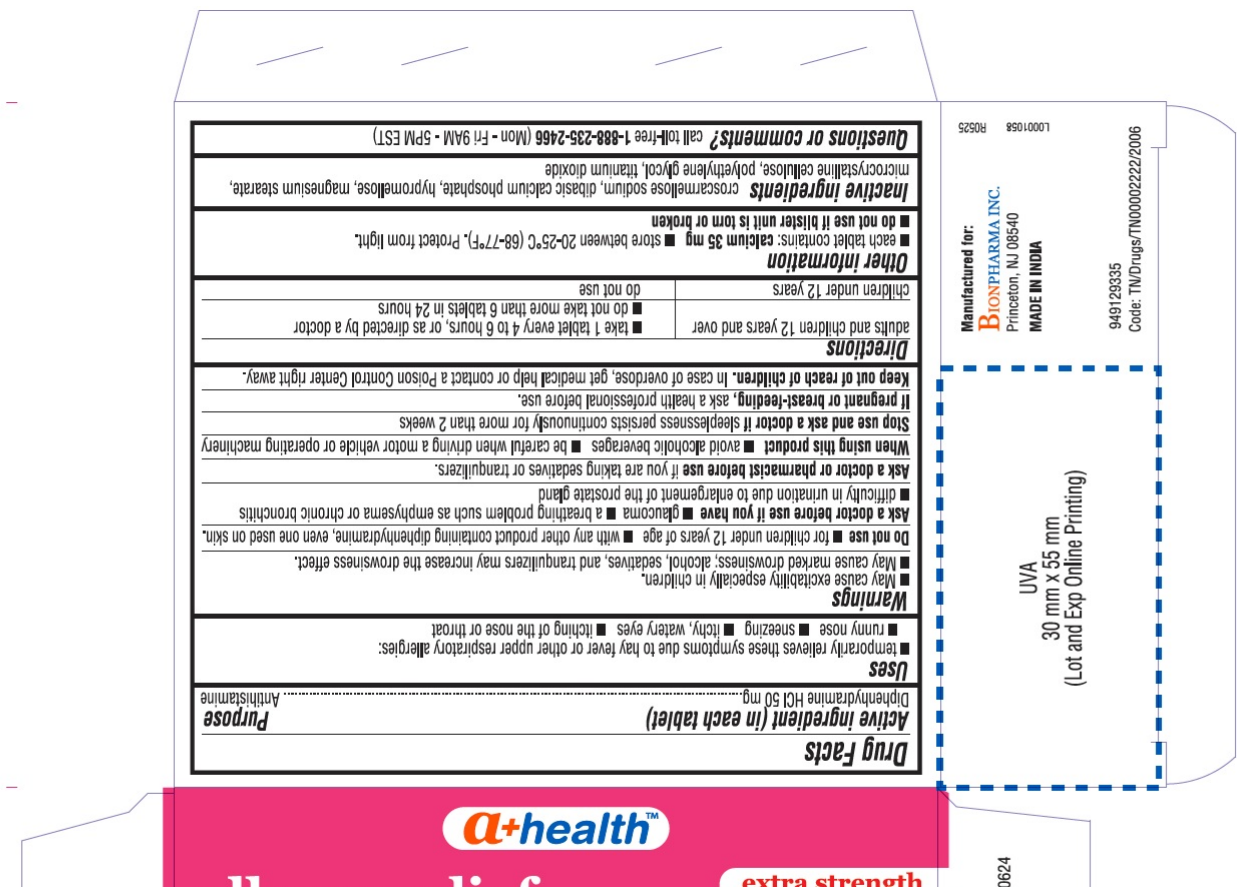 Drug Facts
Active ingredient (in each tablet) Purpose
Diphenhydramine HCl 50 mg........................................................................................ Antihistamine
Uses
■ temporarily relieves these symptoms due to hay fever or other upper respiratory allergies:
■ runny nose ■ sneezing ■ itchy, watery eyes ■ itching of the nose or throat
Warnings
■ May cause excitability especially in children.
■ May cause marked drowsiness; alcohol, sedatives, and tranquilizers may increase the drowsiness effect.
Do not use ■ for children under 12 years of age ■ with any other product containing diphenhydramine, even one used on skin.
Ask a doctor before use if you have ■ glaucoma ■ a breathing problem such as emphysema or chronic bronchitis
■ difficulty in urination due to enlargement of the prostate gland
Ask a doctor or pharmacist before use if you are taking sedatives or tranquilizers.
When using this product ■ avoid alcoholic beverages ■ be careful when driving a motor vehicle or operating machinery
Stop use and ask a doctor if sleeplessness persists continuously for more than 2 weeks
If pregnant or breast-feeding, ask a health professional before use.
Keep out of reach of children. In case of overdose, get medical help or contact a Poison Control Center right away.
Directions
adults and children 12 years and over ■ take 1 tablet every 4 to 6 hours, or as directed by a doctor
■ do not take more than 6 tablets in 24 hours
children under 12 years do not use
Other information
■ each tablet contains: calcium 35 mg ■ store between 20-25°C (68-77°F). Protect from light.
■ do not use if blister unit is torn or broken
Inactive ingredients croscarmellose sodium, dibasic calcium phosphate, hypromellose, magnesium stearate,
microcrystalline cellulose, polyethylene glycol, titanium dioxide
Questions or comments? call toll-free 1-888-235-2466 (Mon - Fri 9AM - 5PM EST)
L0001058 R0525
Manufactured for:
BIONPHARMA INC.
Princeton, NJ 08540
MADE IN INDIA
949129335
Code: TN/Drugs/TN00002222/2006
UVA
30 mm x 55 mm
(Lot and Exp Online Printing)
a+health™
extra strength
0624